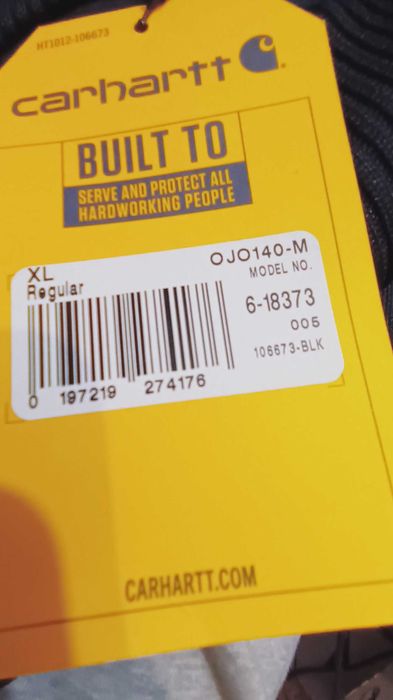 HT1012-106673
carhartt
BUILT TO
SERVE AND PROTECT ALL
HARDWORKING PEOPLE
XL
Regular
OJO140-M
MODEL NO.
6-18373
005
106673-BLK
0 197219 274176
CARHARTT.COM